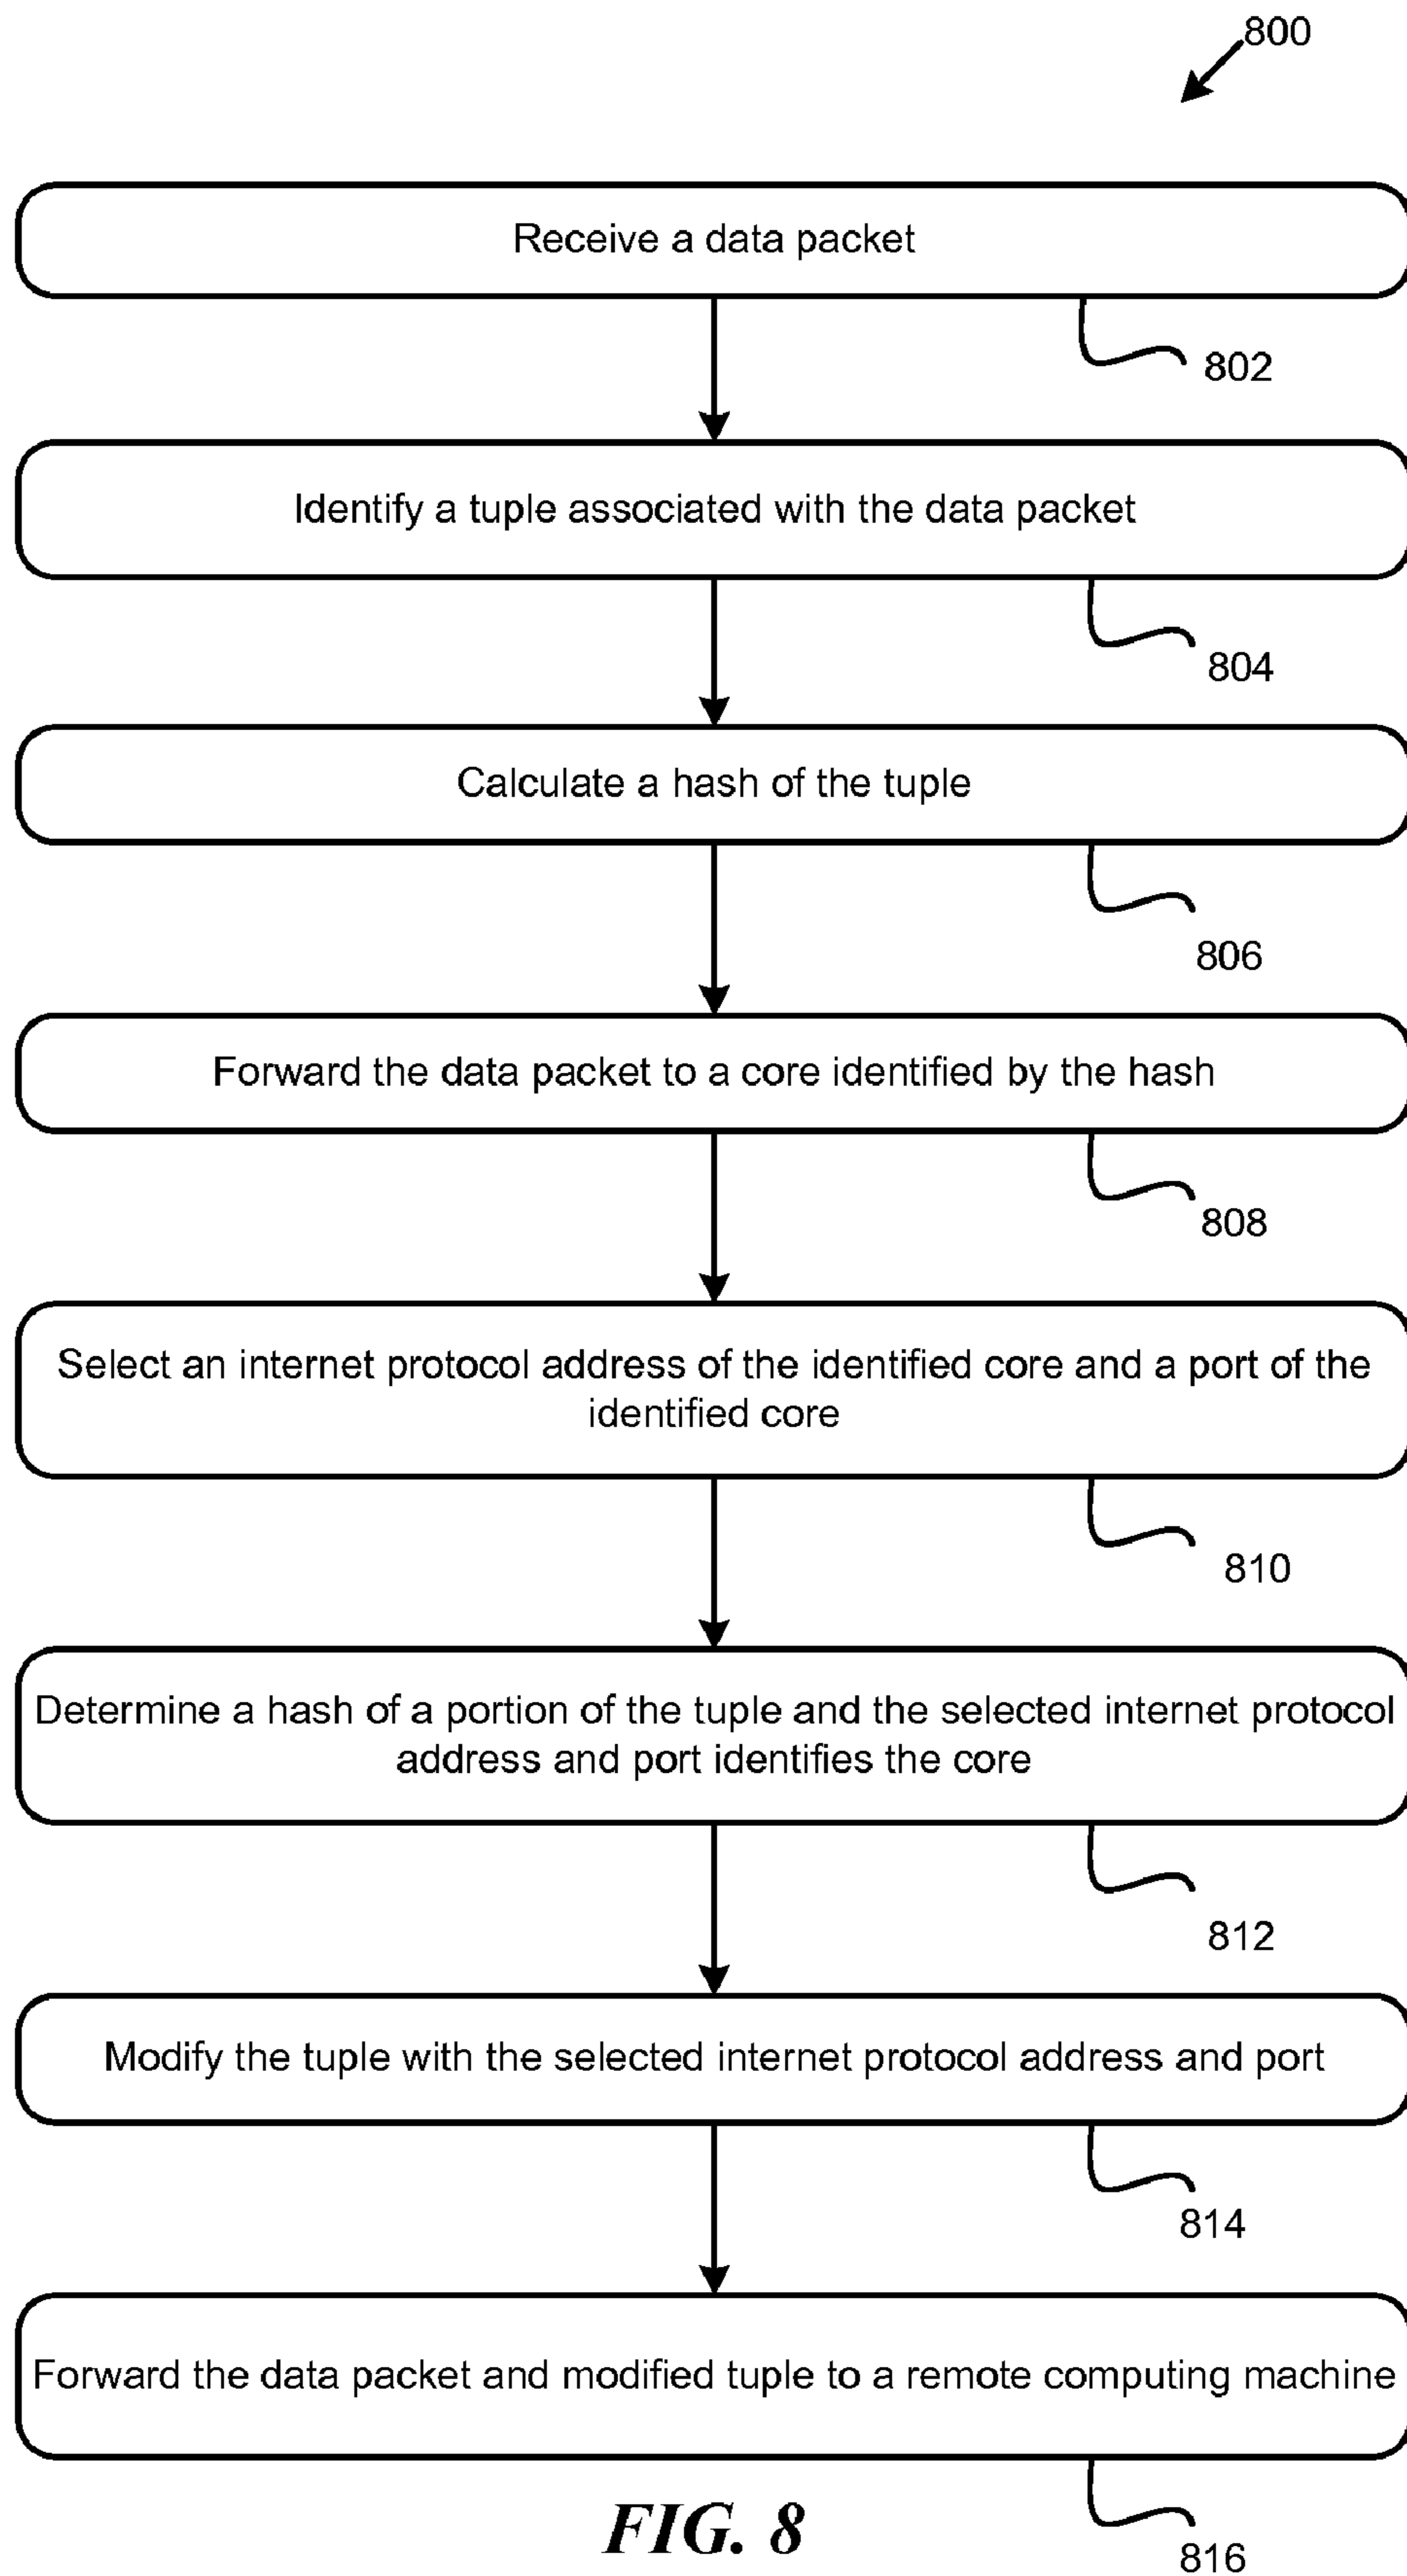 800
Receive a data packet
802
Identify a tuple associated with the data packet
804
Calculate a hash of the tuple
806
Forward the data packet to a core identified by the hash
808
Select an internet protocol address of the identified core and a port of the
identified core
810
Determine a hash of a portion of the tuple and the selected internet protocol
address and port identifies the core
812
Modify the tuple with the selected internet protocol address and port
814
Forward the data packet and modified tuple to a remote computing machine
816
FIG. 8